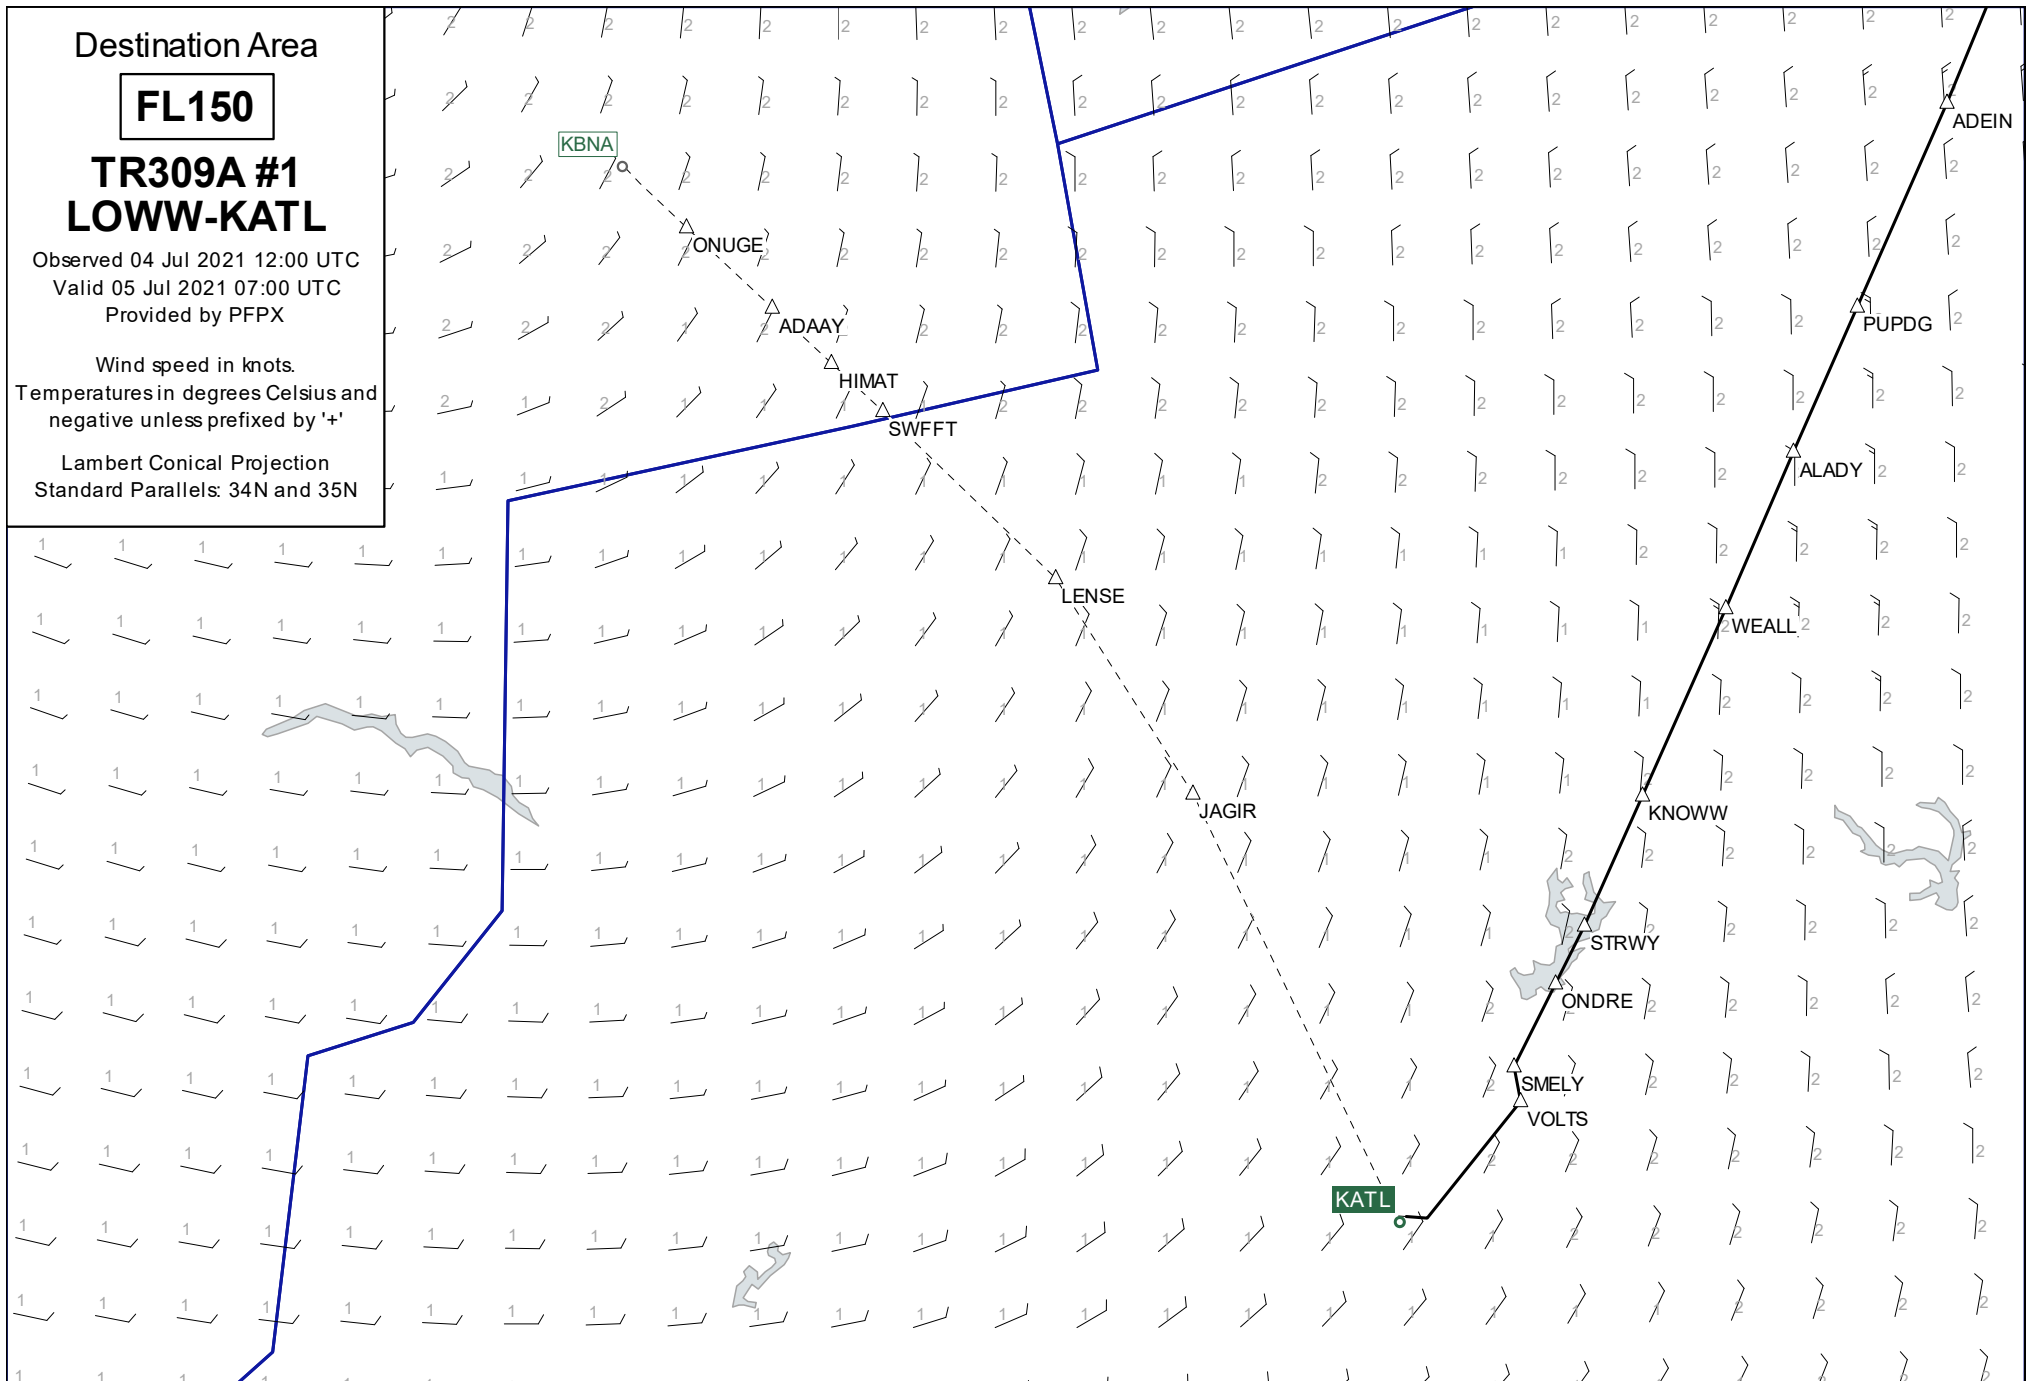 Destination Area
FL150
TR309A #1
LOWW-KATL
Observed 04 Jul 2021 12:00 UTC
Valid 05 Jul 2021 07:00 UTC
Provided by PFPX
Wind speed in knots.
Temperatures in degrees Celsius and
negative unless prefixed by '+'
Lambert Conical Projection
Standard Parallels: 34N and 35N
KBNA
ONUGE
ADAAY
HIMAT
SWFFT
LENSE
JAGIR
KATL
ADEIN
PUPDG
ALADY
WEALL
KNOWW
STRWY
ONDRE
SMELY
VOLTS